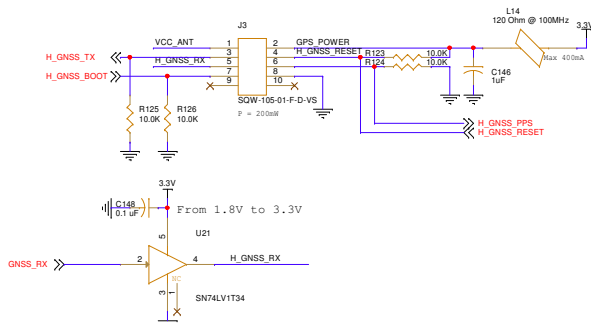 L14
120 Ohm @ 100MHz
3.3V
J3
VCC_ANT
1
2
GPS_POWER
H_GNSS_TX
3
4
H_GNSS_RESET
R123
10.0K
Max 400mA
H_GNSS_RX
5
6
R124
10.0K
H_GNSS_BOOT
7
8
C146
1uF
9
10
SQW-105-01-F-D-VS
P = 200mW
R125
10.0K
R126
10.0K
H_GNSS_PPS
H_GNSS_RESET
3.3V
C148
0.1 uF
From 1.8V to 3.3V
5
U21
GNSS_RX
2
4
H_GNSS_RX
NC
3
1
SN74LV1T34